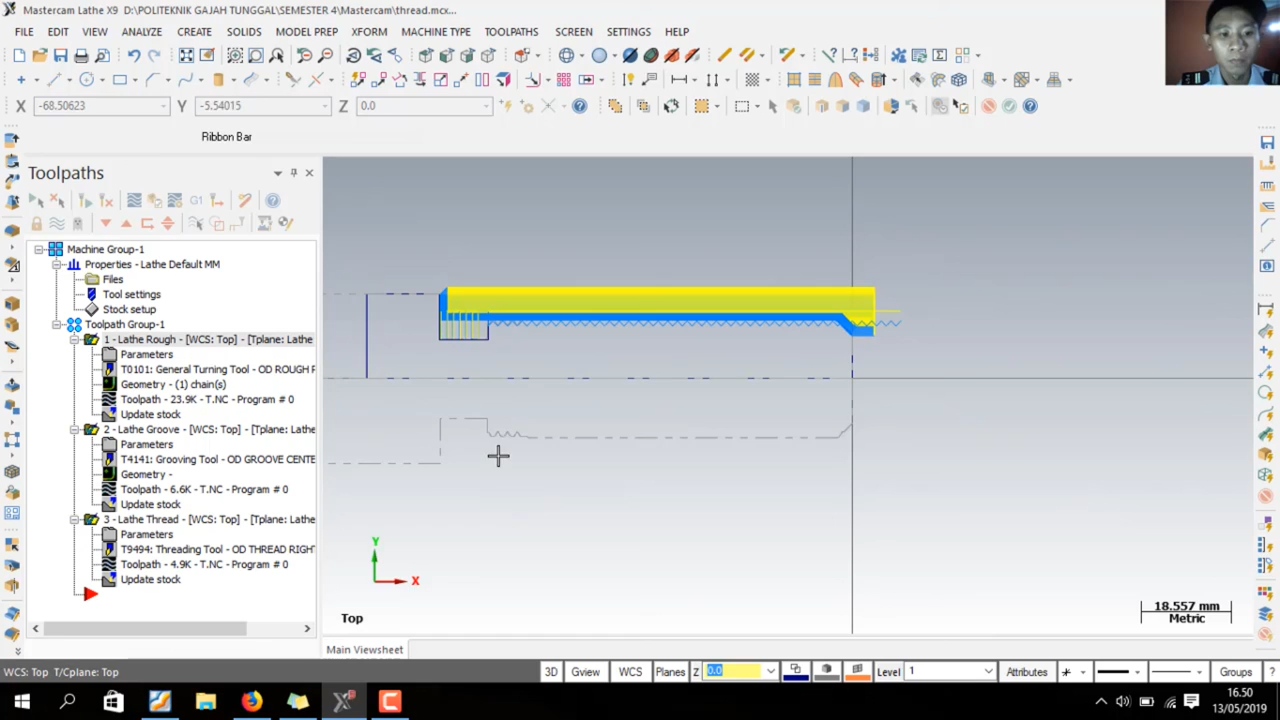 Mastercam Lathe X9 D:\POLITEKNIK GAJAH TUNGGAL\SEMESTER 4\Mastercam\thread.mcx...
FILE EDIT VIEW ANALYZE CREATE SOLIDS MODEL PREP XFORM MACHINE TYPE TOOLPATHS SCREEN SETTINGS HELP
X -68.50623 Y -5.54015 Z 0.0
Ribbon Bar
Toolpaths
G1
Machine Group-1
Properties - Lathe Default MM
Files
Tool settings
Stock setup
Toolpath Group-1
1 - Lathe Rough - [WCS: Top] - [Tplane: Lathe
Parameters
T0101: General Turning Tool - OD ROUGH
Geometry - (1) chain(s)
Toolpath - 23.9K - T.NC - Program # 0
Update stock
2 - Lathe Groove - [WCS: Top] - [Tplane: Lathe
Parameters
T4141: Grooving Tool - OD GROOVE CENTE
Geometry -
Toolpath - 6.6K - T.NC - Program # 0
Update stock
3 - Lathe Thread - [WCS: Top] - [Tplane: Lathe
Parameters
T9494: Threading Tool - OD THREAD RIGHT
Toolpath - 4.9K - T.NC - Program # 0
Update stock
Y
X
Top
18.557 mm
Metric
Main Viewsheet
WCS: Top T/Cplane: Top
3D Gview WCS Planes Z 0.0 Level 1 Attributes Groups ?
16.50
13/05/2019